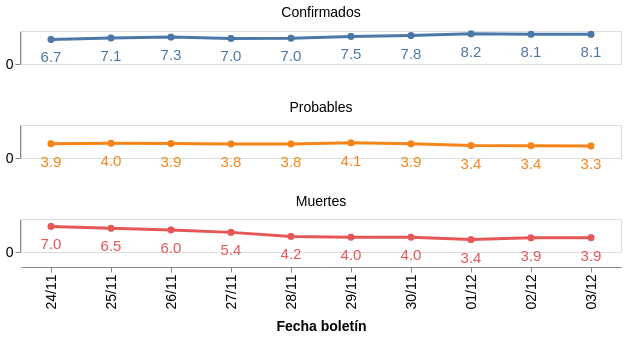 Confirmados
0
6.7 7.1 7.3 7.0 7.0 7.5 7.8 8.2 8.1 8.1
Probables
0
3.9 4.0 3.9 3.8 3.8 4.1 3.9 3.4 3.4 3.3
Muertes
0
7.0 6.5 6.0 5.4 4.2 4.0 4.0 3.4 3.9 3.9
24/11 25/11 26/11 27/11 28/11 29/11 30/11 01/12 02/12 03/12
Fecha boletín